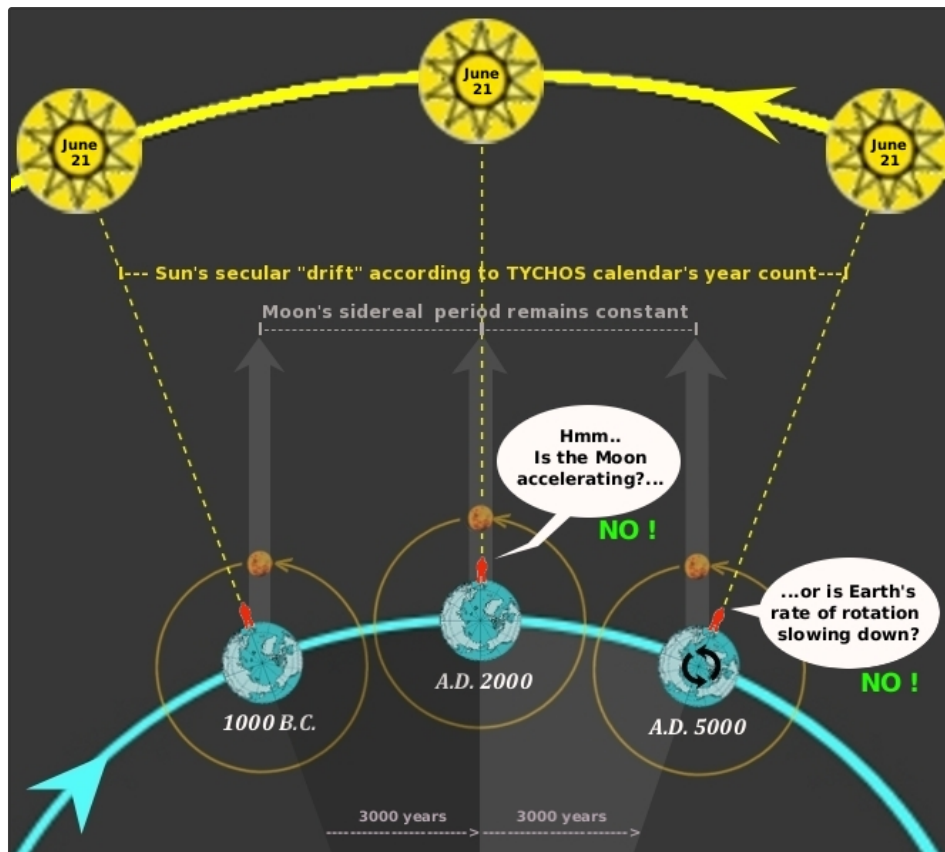 June
21
June
21
June
21
I--- Sun's secular "drift" according to TYCHOS calendar's year count---I
Moon's sidereal period remains constant
I-----------------------------I----------------------------I
Hmm..
Is the Moon
accelerating?...
NO !
...or is Earth's
rate of rotation
slowing down?
NO !
1000 B.C.
A.D. 2000
A.D. 5000
3000 years
3000 years
----------------------> ---------------------->